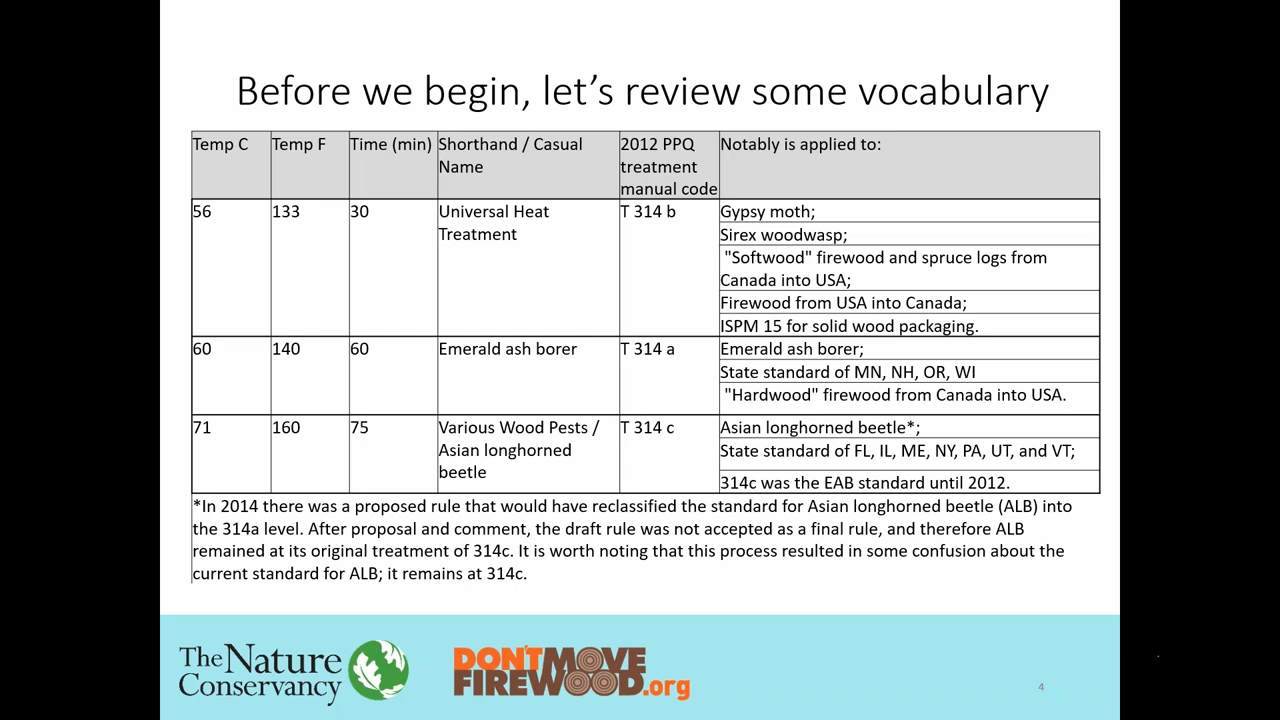 Before we begin, let's review some vocabulary
Temp C Temp F Time (min) Shorthand / Casual Name 2012 PPQ treatment manual code Notably is applied to:
56 133 30 Universal Heat Treatment T 314 b Gypsy moth;
Sirex woodwasp;
"Softwood" firewood and spruce logs from
Canada into USA;
Firewood from USA into Canada;
ISPM 15 for solid wood packaging.
60 140 60 Emerald ash borer T 314 a Emerald ash borer;
State standard of MN, NH, OR, WI
"Hardwood" firewood from Canada into USA.
71 160 75 Various Wood Pests / Asian longhorned beetle T 314 c Asian longhorned beetle*;
State standard of FL, IL, ME, NY, PA, UT, and VT;
314c was the EAB standard until 2012.
*In 2014 there was a proposed rule that would have reclassified the standard for Asian longhorned beetle (ALB) into
the 314a level. After proposal and comment, the draft rule was not accepted as a final rule, and therefore ALB
remained at its original treatment of 314c. It is worth noting that this process resulted in some confusion about the
current standard for ALB; it remains at 314c.
The Nature
Conservancy
DON'T MOVE
FIREWOOD.org
4